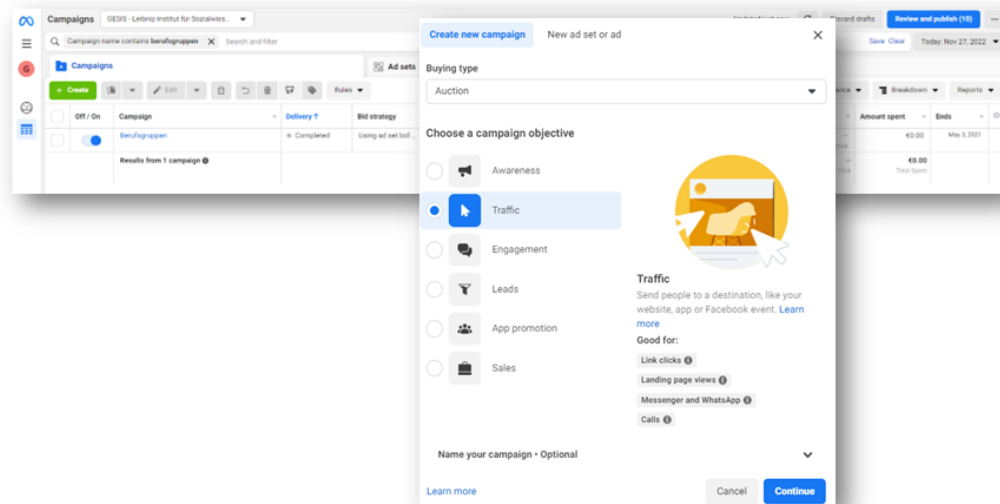 Campaigns
GESIS - Leibniz-Institut für Sozialwiss...
Discard drafts
Review and publish (10)
Campaign name contains berufsgruppen
Search and filter
Save Clear
Today: Nov 27, 2022
G
Campaigns
Ad sets
+ Create
Edit
Rules
Breakdown
Reports
Off / On
Campaign
Delivery ↑
Bid strategy
Amount spent
Ends
Berufsgruppen
Completed
Using ad set bid ...
€0.00
May 3, 2021
Results from 1 campaign
€0.00
Total Spent
Create new campaign
New ad set or ad
Buying type
Auction
Choose a campaign objective
Awareness
Traffic
Engagement
Leads
App promotion
Sales
Traffic
Send people to a destination, like your
website, app or Facebook event. Learn
more
Good for:
Link clicks
Landing page views
Messenger and WhatsApp
Calls
Name your campaign • Optional
Learn more
Cancel
Continue